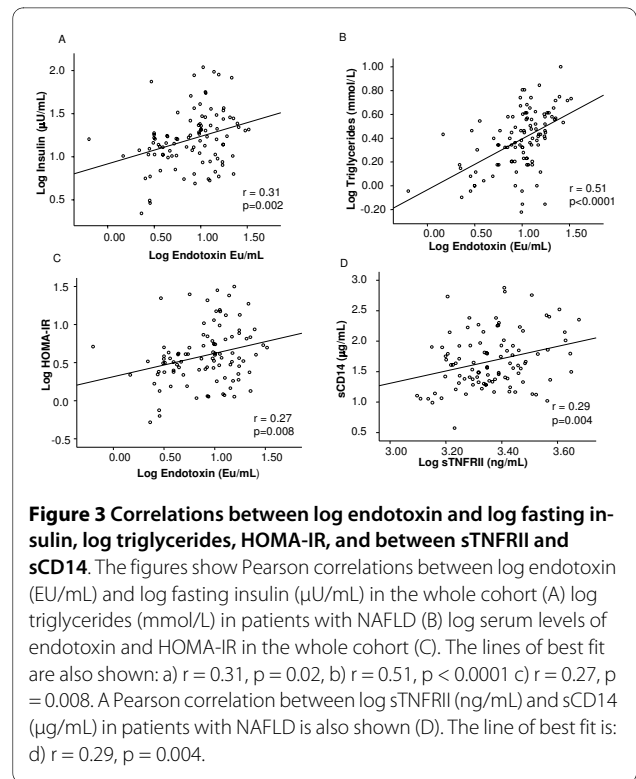 A
Log Insulin (µU/mL)
2.0
1.5
1.0
0.5
0.00 0.50 1.00 1.50
Log Endotoxin Eu/mL
r = 0.31
p=0.002
B
Log Triglycerides (mmol/L)
1.00
0.80
0.60
0.40
0.20
0.00
-0.20
0.00 0.50 1.00 1.50
Log Endotoxin (Eu/mL)
r = 0.51
p<0.0001
C
Log HOMA-IR
1.5
1.0
0.5
0.0
-0.5
0.00 0.50 1.00 1.50
Log Endotoxin (Eu/mL)
r = 0.27
p=0.008
D
sCD14 (µg/mL)
3.0
2.5
2.0
1.5
1.0
0.5
3.00 3.20 3.40 3.60
Log sTNFRII (ng/mL)
r = 0.29
p=0.004
Figure 3 Correlations between log endotoxin and log fasting in-
sulin, log triglycerides, HOMA-IR, and between sTNFRII and
sCD14. The figures show Pearson correlations between log endotoxin
(EU/mL) and log fasting insulin (µU/mL) in the whole cohort (A) log
triglycerides (mmol/L) in patients with NAFLD (B) log serum levels of
endotoxin and HOMA-IR in the whole cohort (C). The lines of best fit
are also shown: a) r = 0.31, p = 0.02, b) r = 0.51, p < 0.0001 c) r = 0.27, p
= 0.008. A Pearson correlation between log sTNFRII (ng/mL) and sCD14
(µg/mL) in patients with NAFLD is also shown (D). The line of best fit is:
d) r = 0.29, p = 0.004.